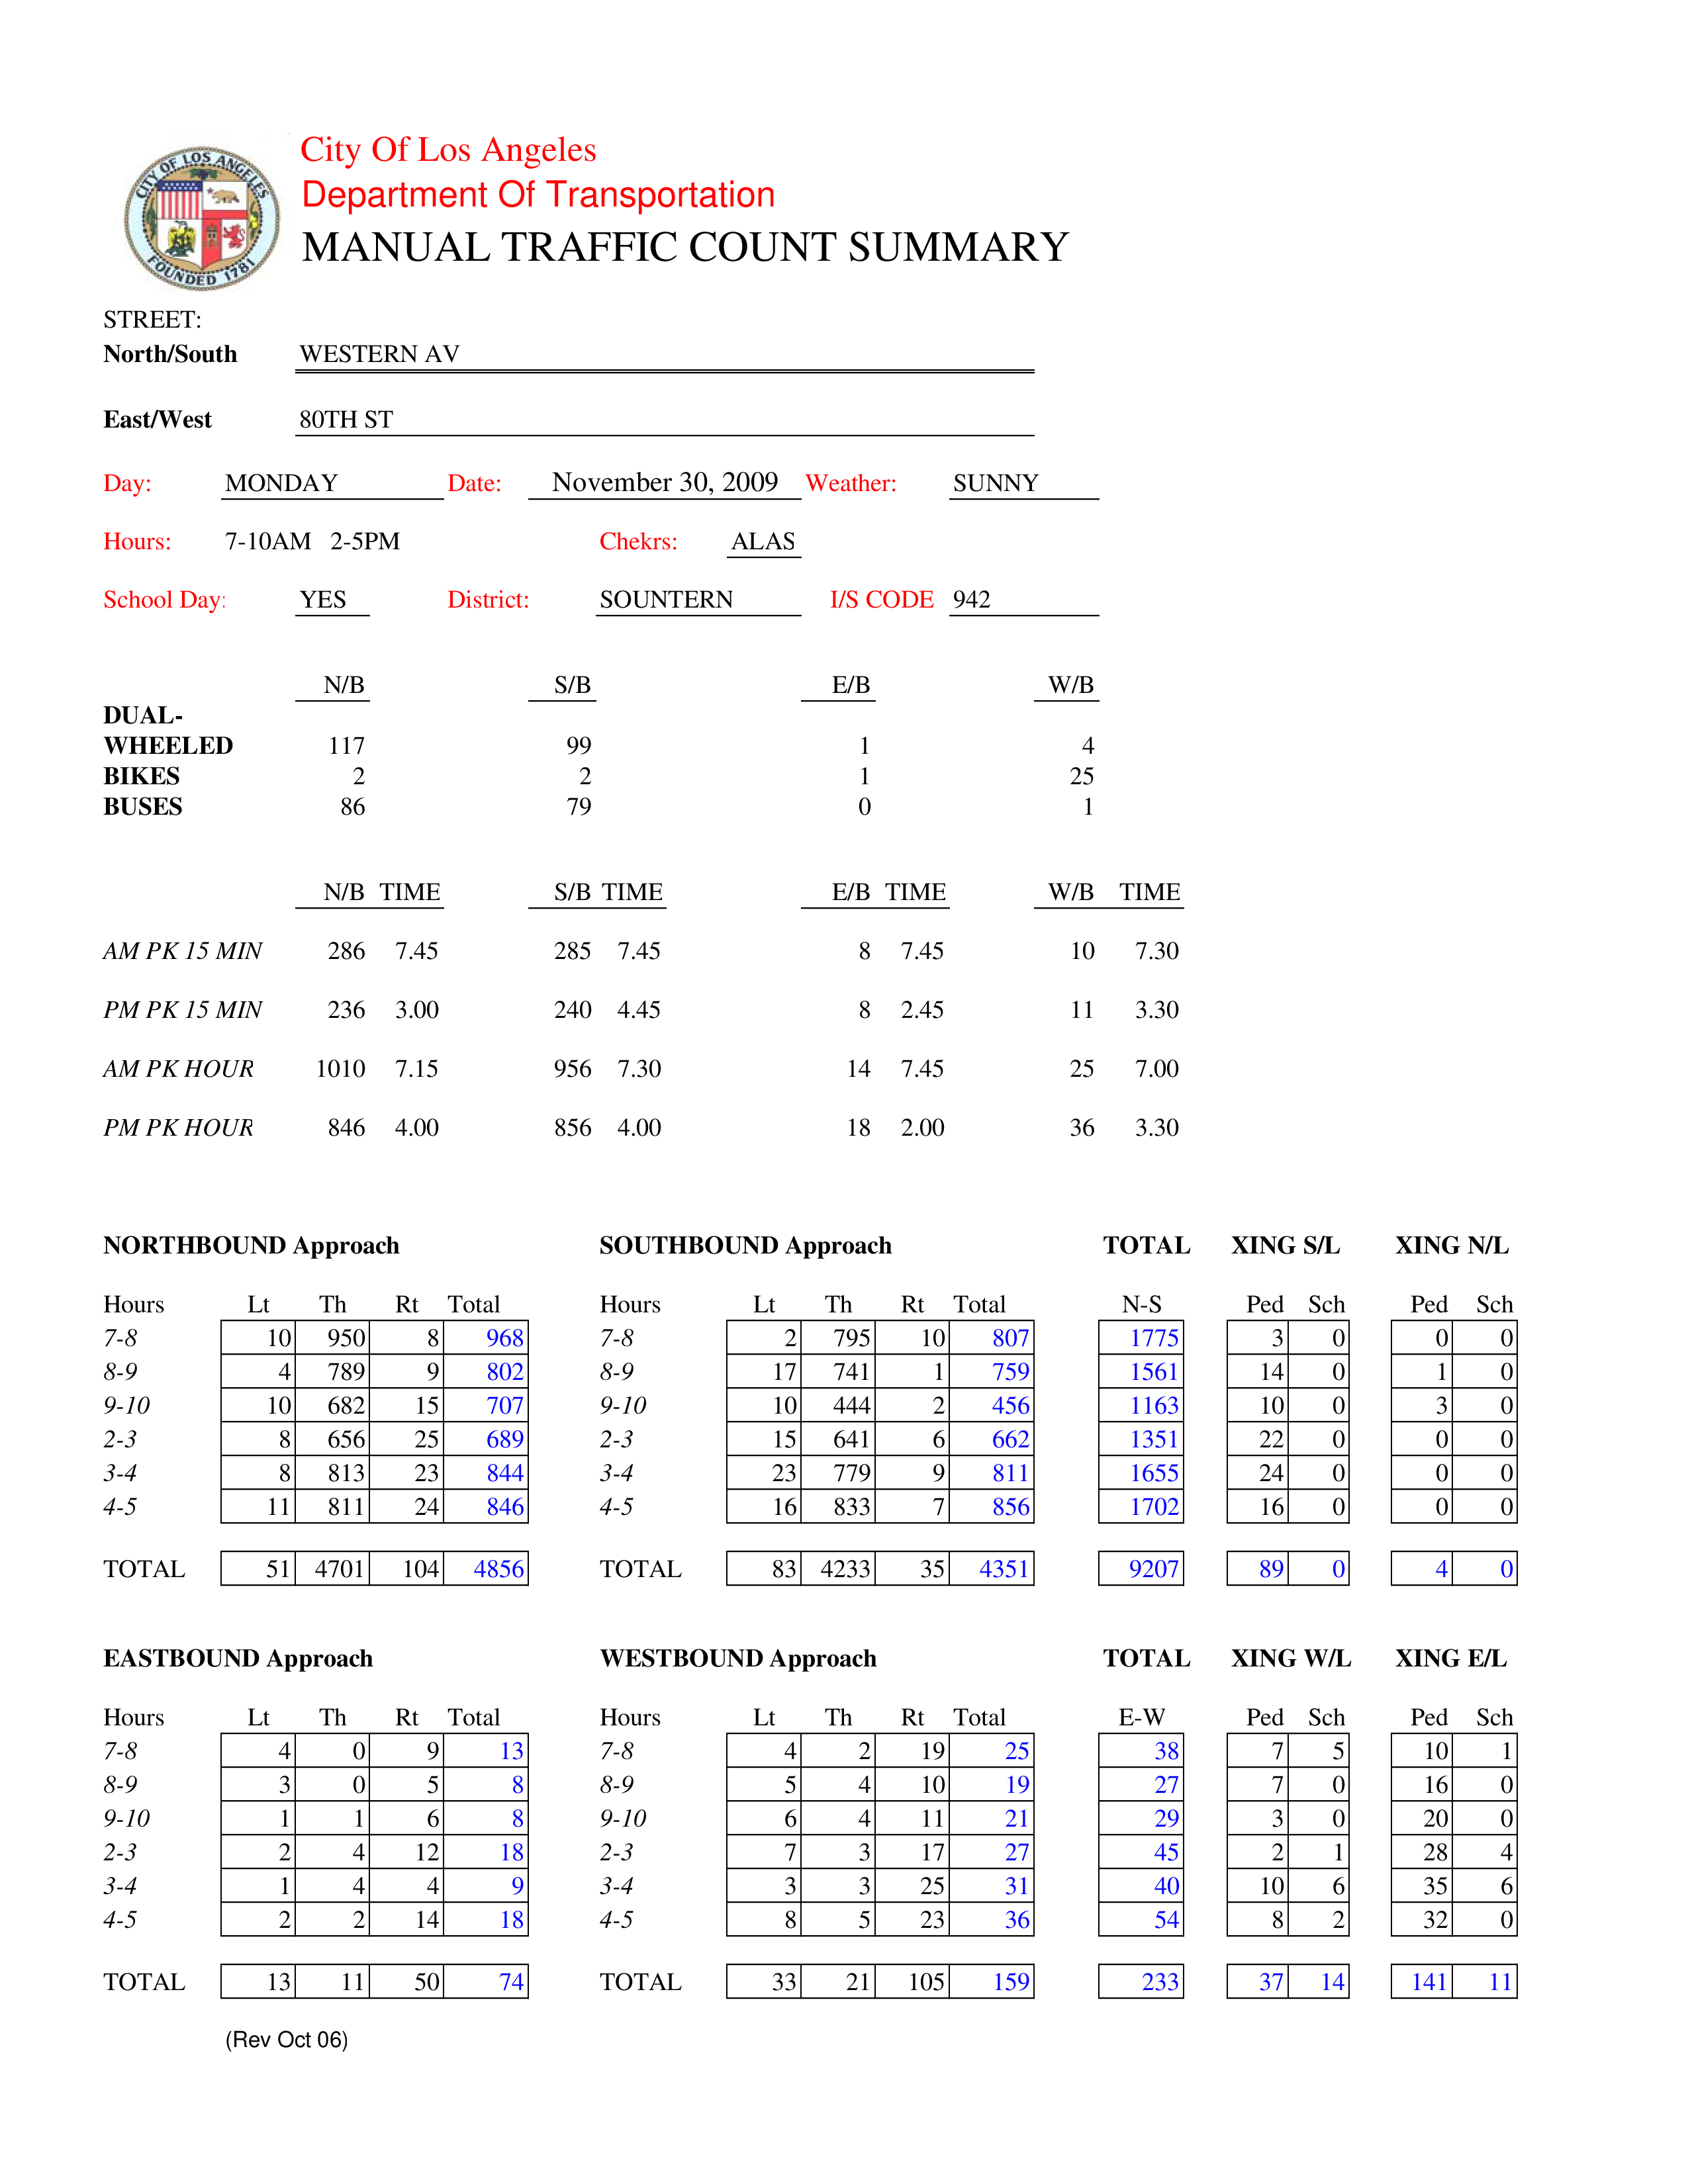 CITY OF LOS ANGELES
FOUNDED 1781
City Of Los Angeles
Department Of Transportation
MANUAL TRAFFIC COUNT SUMMARY
STREET:
North/South WESTERN AV
East/West 80TH ST
Day: MONDAY Date: November 30, 2009 Weather: SUNNY
Hours: 7-10AM 2-5PM Chekrs: ALAS
School Day: YES District: SOUNTERN I/S CODE 942
N/B S/B E/B W/B
DUAL-
WHEELED 117 99 1 4
BIKES 2 2 1 25
BUSES 86 79 0 1
N/B TIME S/B TIME E/B TIME W/B TIME
AM PK 15 MIN 286 7.45 285 7.45 8 7.45 10 7.30
PM PK 15 MIN 236 3.00 240 4.45 8 2.45 11 3.30
AM PK HOUR 1010 7.15 956 7.30 14 7.45 25 7.00
PM PK HOUR 846 4.00 856 4.00 18 2.00 36 3.30
NORTHBOUND Approach SOUTHBOUND Approach TOTAL XING S/L XING N/L
Hours Lt Th Rt Total Hours Lt Th Rt Total N-S Ped Sch Ped Sch
7-8 10 950 8 968 7-8 2 795 10 807 1775 3 0 0 0
8-9 4 789 9 802 8-9 17 741 1 759 1561 14 0 1 0
9-10 10 682 15 707 9-10 10 444 2 456 1163 10 0 3 0
2-3 8 656 25 689 2-3 15 641 6 662 1351 22 0 0 0
3-4 8 813 23 844 3-4 23 779 9 811 1655 24 0 0 0
4-5 11 811 24 846 4-5 16 833 7 856 1702 16 0 0 0
TOTAL 51 4701 104 4856 TOTAL 83 4233 35 4351 9207 89 0 4 0
EASTBOUND Approach WESTBOUND Approach TOTAL XING W/L XING E/L
Hours Lt Th Rt Total Hours Lt Th Rt Total E-W Ped Sch Ped Sch
7-8 4 0 9 13 7-8 4 2 19 25 38 7 5 10 1
8-9 3 0 5 8 8-9 5 4 10 19 27 7 0 16 0
9-10 1 1 6 8 9-10 6 4 11 21 29 3 0 20 0
2-3 2 4 12 18 2-3 7 3 17 27 45 2 1 28 4
3-4 1 4 4 9 3-4 3 3 25 31 40 10 6 35 6
4-5 2 2 14 18 4-5 8 5 23 36 54 8 2 32 0
TOTAL 13 11 50 74 TOTAL 33 21 105 159 233 37 14 141 11
(Rev Oct 06)